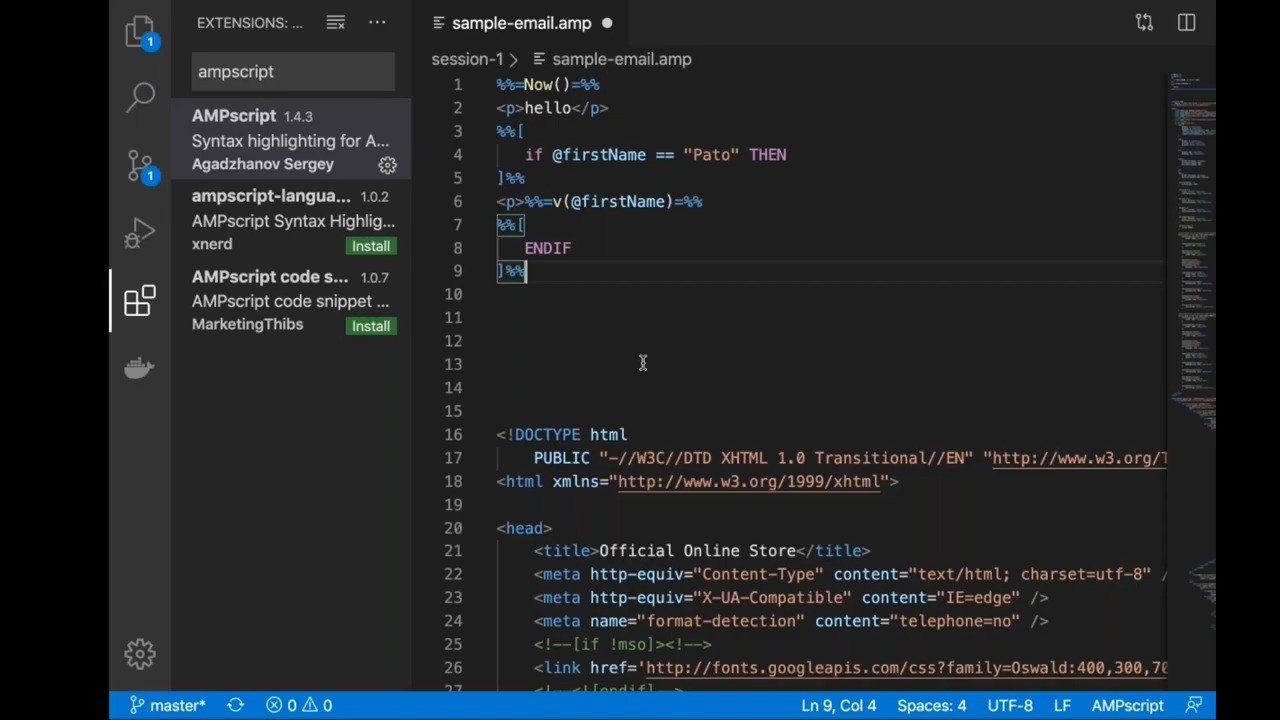 EXTENSIONS: ...
ampscript
AMPscript 1.4.3
Syntax highlighting for A...
Agadzhanov Sergey
ampscript-langua... 1.0.2
AMPscript Syntax Highlig...
xnerd Install
AMPscript code s... 1.0.7
AMPscript code snippet ...
MarketingThibs Install
1
1
sample-email.amp
session-1 > sample-email.amp
1 %%=Now()=%%
2 <p>hello</p>
3 %%[
4 if @firstName == "Pato" THEN
5 ]%%
6 <p>%%=v(@firstName)=%%
7 %%[
8 ENDIF
9 ]%%
10
11
12
13
14
15
16 <!DOCTYPE html
17 PUBLIC "-//W3C//DTD XHTML 1.0 Transitional//EN" "http://www.w3.org/T
18 <html xmlns="http://www.w3.org/1999/xhtml">
19
20 <head>
21 <title>Official Online Store</title>
22 <meta http-equiv="Content-Type" content="text/html; charset=utf-8" /
23 <meta http-equiv="X-UA-Compatible" content="IE=edge" />
24 <meta name="format-detection" content="telephone=no" />
25 <!--[if !mso]><!-->
26 <link href='http://fonts.googleapis.com/css?family=Oswald:400,300,70
27 <!--<![endif]-->
master* 0 0 Ln 9, Col 4 Spaces: 4 UTF-8 LF AMPscript